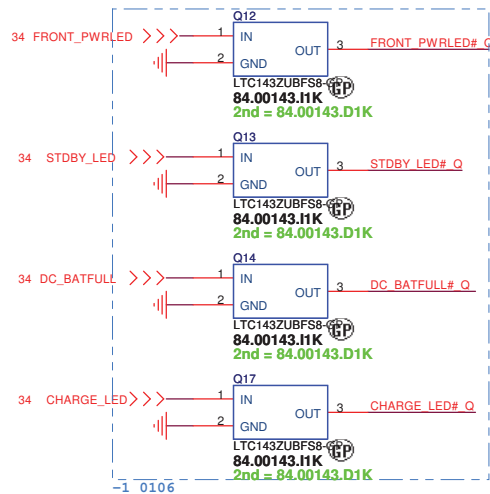 Q12
34 FRONT_PWRLED 1 IN OUT 3 FRONT_PWRLED#_Q
2 GND
LTC143ZUBFS8-GP GP
84.00143.I1K
2nd = 84.00143.D1K
Q13
34 STDBY_LED 1 IN OUT 3 STDBY_LED#_Q
2 GND
LTC143ZUBFS8-GP GP
84.00143.I1K
2nd = 84.00143.D1K
Q14
34 DC_BATFULL 1 IN OUT 3 DC_BATFULL#_Q
2 GND
LTC143ZUBFS8-GP GP
84.00143.I1K
2nd = 84.00143.D1K
Q17
34 CHARGE_LED 1 IN OUT 3 CHARGE_LED#_Q
2 GND
LTC143ZUBFS8-GP GP
84.00143.I1K
2nd = 84.00143.D1K
-1 0106